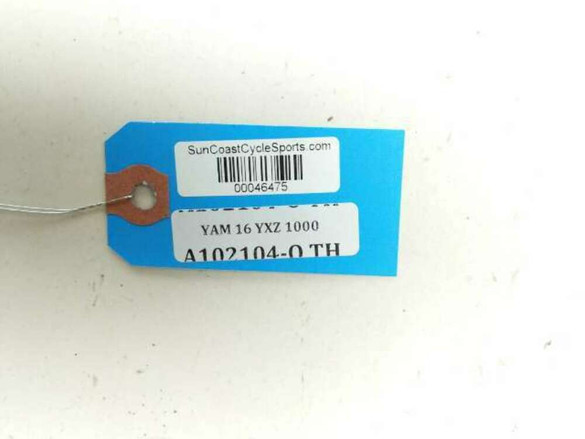 SunCoastCycleSports.com
00046475
YAM 16 YXZ 1000
A102104-O TH